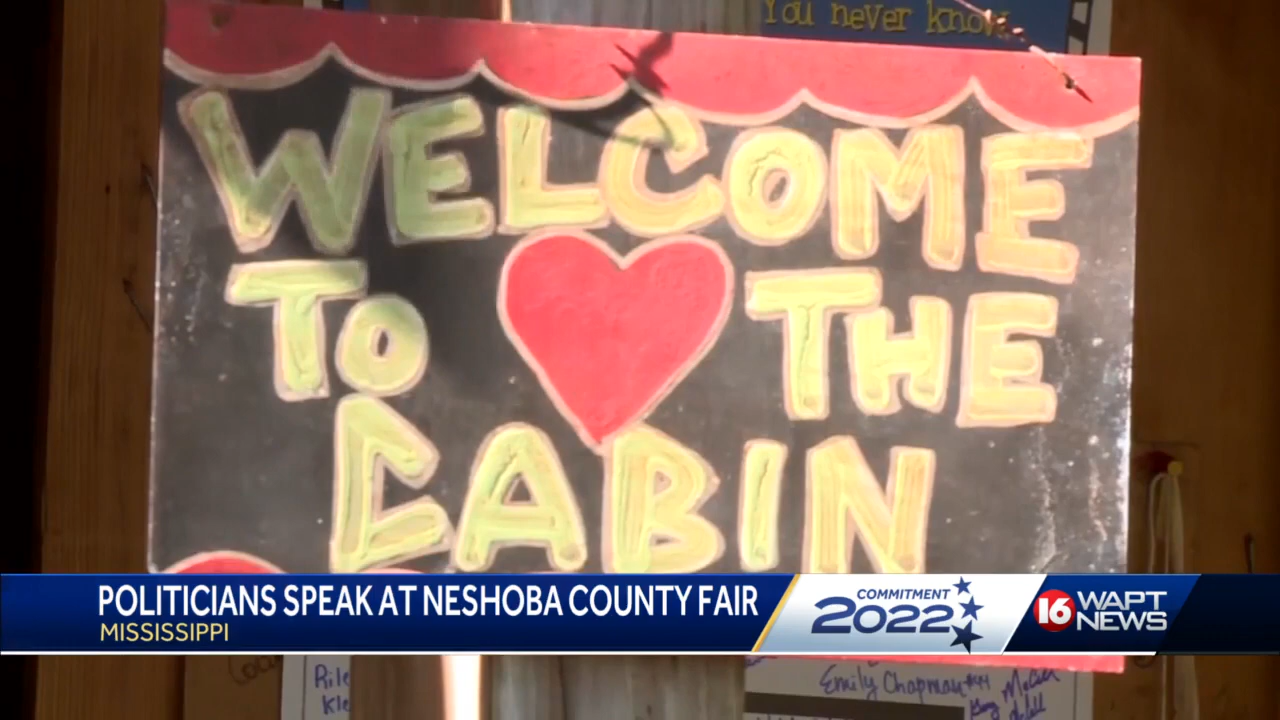 You never know
WELCOME
TO THE
CABIN
POLITICIANS SPEAK AT NESHOBA COUNTY FAIR
MISSISSIPPI
COMMITMENT
2022
16 WAPT
NEWS
Emily Chapman